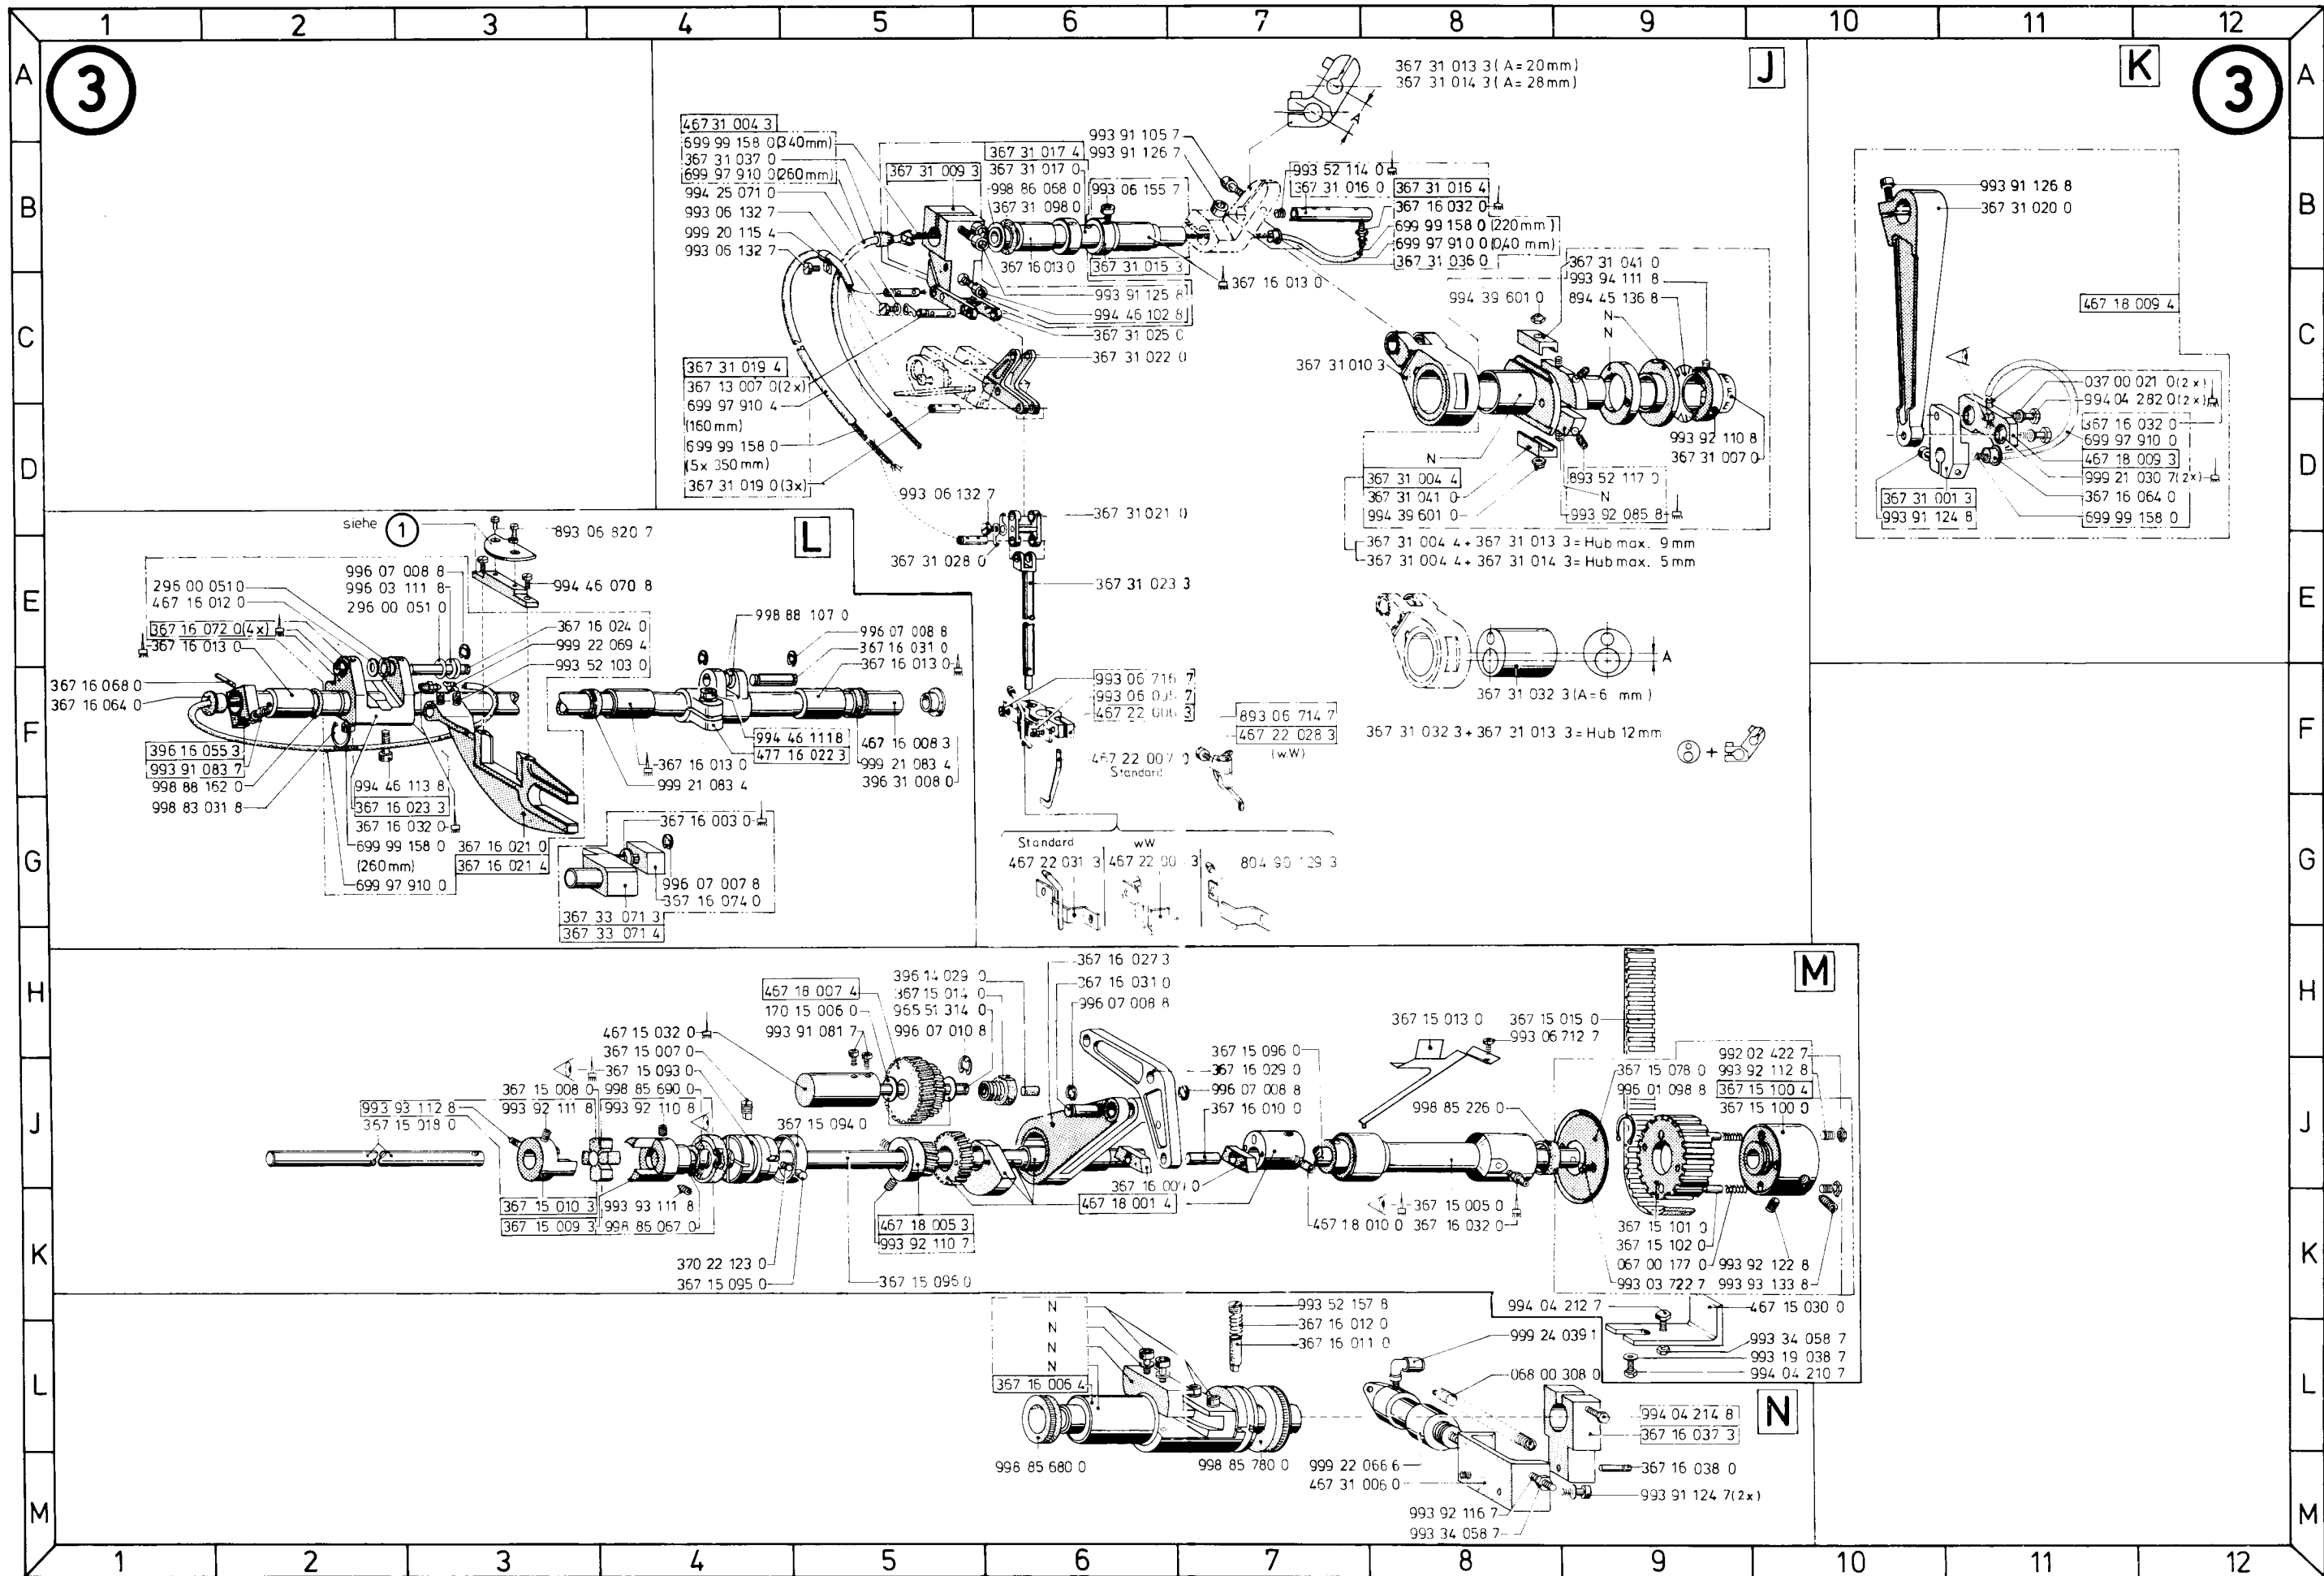 1 2 3 4 5 6 7 8 9 10 11 12
A A
B B
C C
D D
E E
F F
G G
H H
J J
K K
L L
M M
3
3
J
367 31 013 3 ( A = 20 mm )
367 31 014 3 ( A = 28 mm )
A
467 31 004 3
699 99 158 0 (340mm)
367 31 037 0
699 97 910 0 (260mm)
994 25 071 0
993 06 132 7
999 20 115 4
993 06 132 7
367 31 009 3
367 31 017 4
367 31 017 0
998 86 068 0
367 31 098 0
993 06 155 7
993 91 105 7
993 91 126 7
993 52 114 0
367 31 016 0
367 31 016 4
367 16 032 0
699 99 158 0 (220mm)
699 97 910 0 (040 mm)
367 31 036 0
367 16 013 0
367 31 015 3
367 16 013 0
993 91 125 8
994 46 102 8
367 31 025 0
367 31 022 0
367 31 019 4
367 13 007 0 (2x)
699 97 910 4
(160 mm)
699 99 158 0
(5x 350 mm)
367 31 019 0 (3x)
367 31 041 0
993 94 111 8
894 45 136 8
N
N
994 39 601 0
367 31 010 3
993 92 110 8
367 31 007 0
N
367 31 004 4
367 31 041 0
994 39 601 0
893 52 117 0
N
993 92 085 8
367 31 004 4 + 367 31 013 3 = Hub max. 9 mm
367 31 004 4 + 367 31 014 3 = Hub max. 5 mm
993 06 132 7
367 31 021 0
367 31 028 0
367 31 023 3
A
367 31 032 3 (A=6 mm )
367 31 032 3 + 367 31 013 3 = Hub 12 mm
993 06 716 7
467 22 006 3
467 22 007 0
Standard
893 06 714 7
467 22 028 3
(wW)
Standard
467 22 031 3
wW
467 22
804 90 129 3
K
993 91 126 8
367 31 020 0
467 18 009 4
037 00 021 0 (2x)
994 04 282 0 (2x)
367 16 032 0
699 97 910 0
467 18 009 3
999 21 030 7 (2x)
367 16 064 0
699 99 158 0
367 31 001 3
993 91 124 8
L
siehe 1
893 06 820 7
994 46 070 8
996 07 008 8
996 03 111 8
296 00 051 0
296 00 051 0
467 16 012 0
367 16 072 0 (4x)
367 16 013 0
367 16 068 0
367 16 064 0
367 16 024 0
999 22 069 4
993 52 103 0
998 88 107 0
996 07 008 8
367 16 031 0
367 16 013 0
396 16 055 3
993 91 083 7
998 88 162 0
998 83 031 8
994 46 113 8
367 16 023 3
367 16 032 0
699 99 158 0
(260mm)
699 97 910 0
367 16 021 0
367 16 021 4
994 46 111 8
477 16 022 3
367 16 013 0
999 21 083 4
467 16 008 3
999 21 083 4
396 31 008 0
367 16 003 0
996 07 007 8
367 16 074 0
367 33 071 3
367 33 071 4
M
367 16 027 3
367 15 031 0
996 07 008 8
396 14 029 0
367 15 014 0
955 51 314 0
996 07 010 8
467 18 007 4
170 15 006 0
993 91 081 7
467 15 032 0
367 15 007 0
367 15 093 0
367 15 008 0
998 85 690 0
993 92 111 8
993 92 110 8
993 93 112 8
367 15 018 0
367 15 094 0
367 15 010 3
993 93 111 8
367 15 009 3
998 86 067 0
370 22 123 0
367 15 095 0
367 15 096 0
467 18 005 3
993 92 110 7
467 18 001 4
367 15 096 0
367 16 029 0
996 07 008 8
367 16 010 0
467 18 010 0
367 15 005 0
367 16 032 0
367 15 013 0
367 15 015 0
993 06 712 7
998 85 226 0
367 15 078 0
996 01 098 8
992 02 422 7
993 92 112 8
367 15 100 4
367 15 100 0
367 15 101 0
367 15 102 0
067 00 177 0
993 03 722 7
993 92 122 8
993 93 133 8
994 04 212 7
467 15 030 0
993 34 058 7
993 19 038 7
994 04 210 7
N
N
N
N
N
367 16 006 4
993 52 157 8
367 16 012 0
367 16 011 0
998 85 680 0
998 85 780 0
999 24 039 1
068 00 308 0
994 04 214 8
367 16 037 3
367 16 038 0
993 91 124 7 (2x)
999 22 066 6
467 31 006 0
993 92 116 7
993 34 058 7
1 2 3 4 5 6 7 8 9 10 11 12